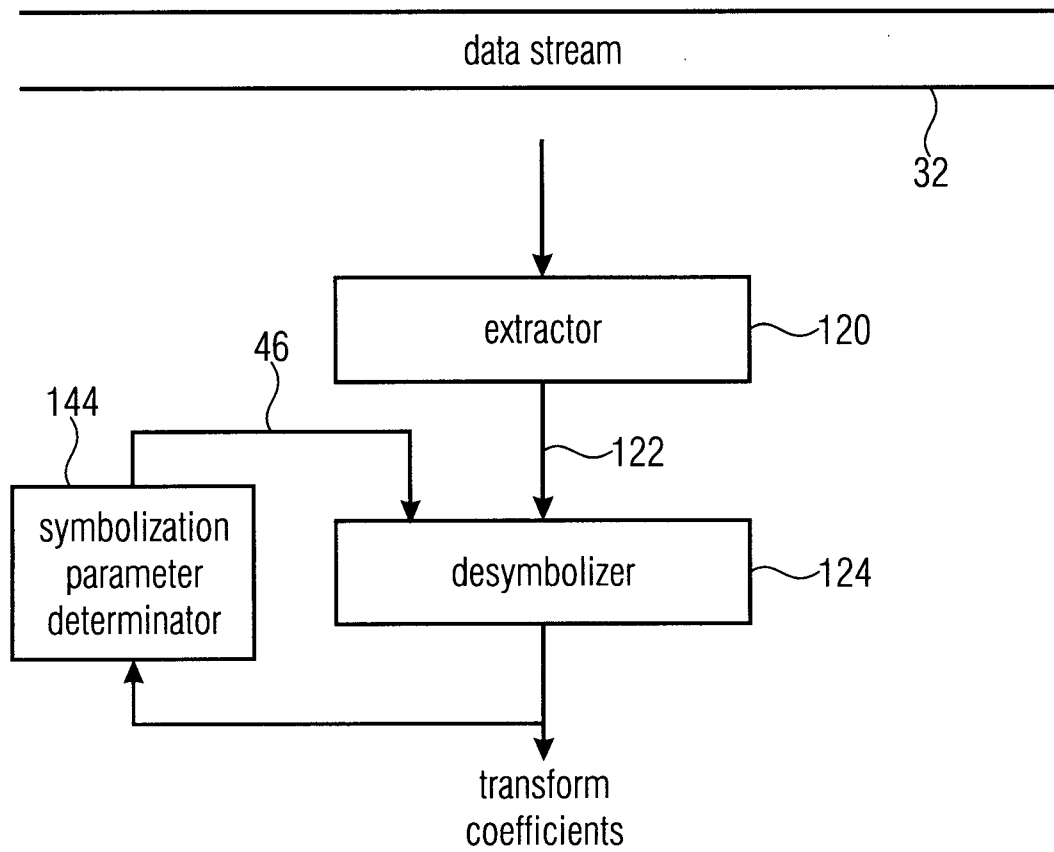 data stream
32
extractor
120
46
144
122
symbolization
parameter
determinator
desymbolizer
124
transform
coefficients